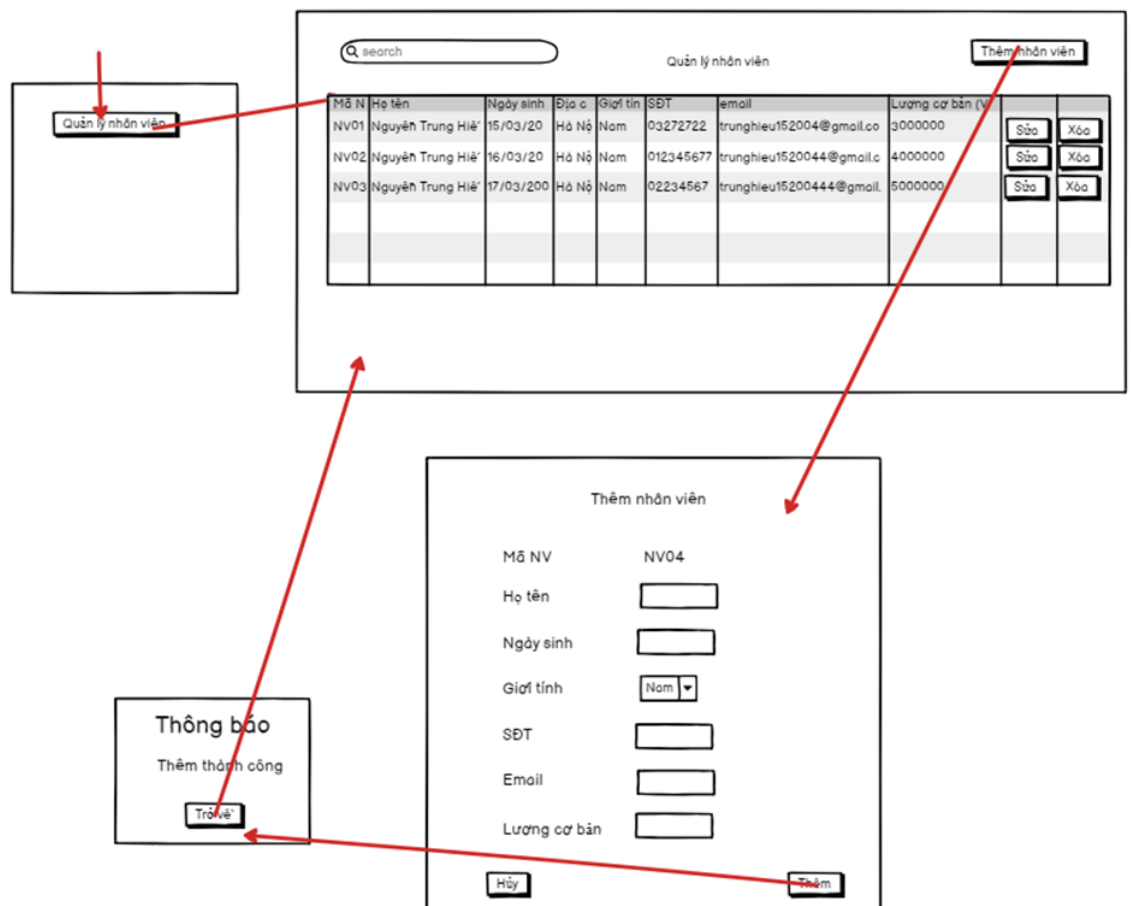 search
Quản lý nhân viên
Thêm nhân viên
Quản lý nhân viên
Mã N Họ tên Ngày sinh Địa c Giới tín SĐT email Lương cơ bản (V
NV01 Nguyễn Trung Hiế 15/03/20 Hà Nộ Nam 03272722 trunghieu152004@gmail.co 3000000 Sửa Xóa
NV02 Nguyễn Trung Hiế 16/03/20 Hà Nộ Nam 012345677 trunghieu1520044@gmail.c 4000000 Sửa Xóa
NV03 Nguyễn Trung Hiế 17/03/200 Hà Nộ Nam 02234567 trunghieu15200444@gmail. 5000000 Sửa Xóa
Thêm nhân viên
Mã NV NV04
Họ tên
Ngày sinh
Giới tính Nam
SĐT
Email
Lương cơ bản
Hủy Thêm
Thông báo
Thêm thành công
Trở về